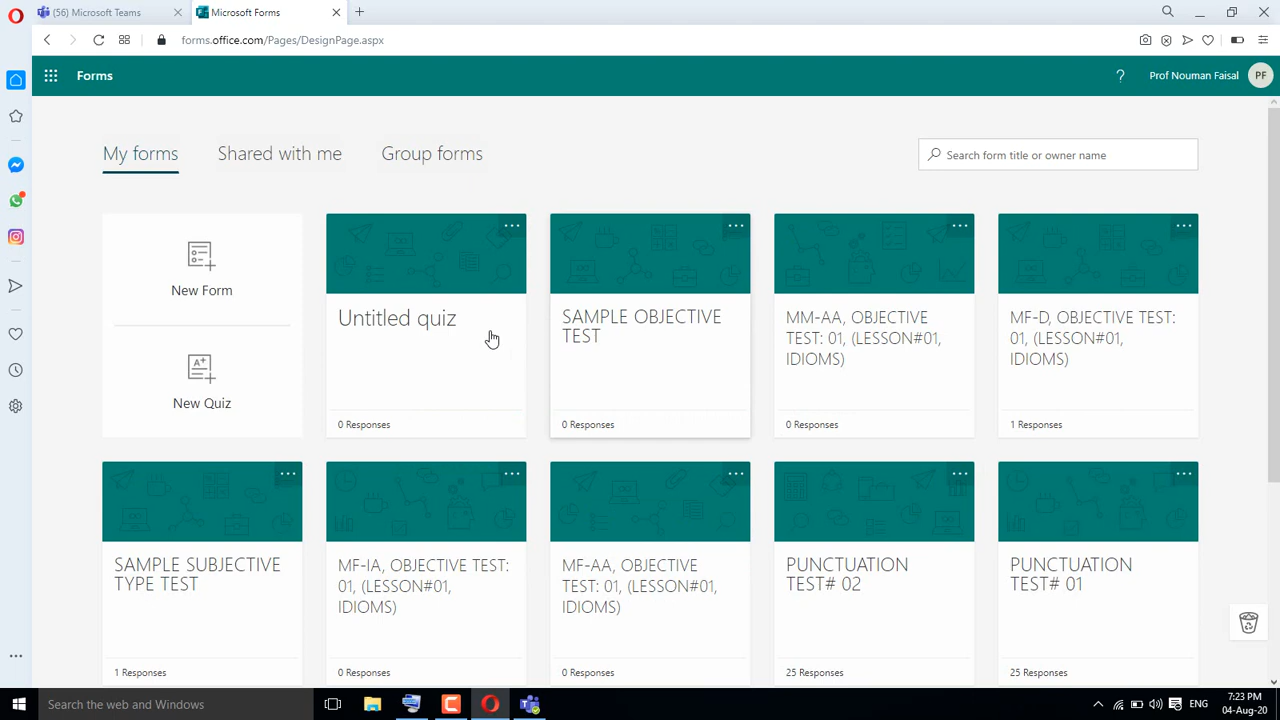 (56) Microsoft Teams
Microsoft Forms
forms.office.com/Pages/DesignPage.aspx
Forms
?
Prof Nouman Faisal
PF
My forms
Shared with me
Group forms
Search form title or owner name
New Form
A+
New Quiz
Untitled quiz
0 Responses
SAMPLE OBJECTIVE
TEST
0 Responses
MM-AA, OBJECTIVE
TEST: 01, (LESSON#01,
IDIOMS)
0 Responses
MF-D, OBJECTIVE TEST:
01, (LESSON#01,
IDIOMS)
1 Responses
SAMPLE SUBJECTIVE
TYPE TEST
1 Responses
MF-IA, OBJECTIVE TEST:
01, (LESSON#01,
IDIOMS)
0 Responses
MF-AA, OBJECTIVE
TEST: 01, (LESSON#01,
IDIOMS)
0 Responses
PUNCTUATION
TEST# 02
25 Responses
PUNCTUATION
TEST# 01
25 Responses
Search the web and Windows
ENG
7:23 PM
04-Aug-20